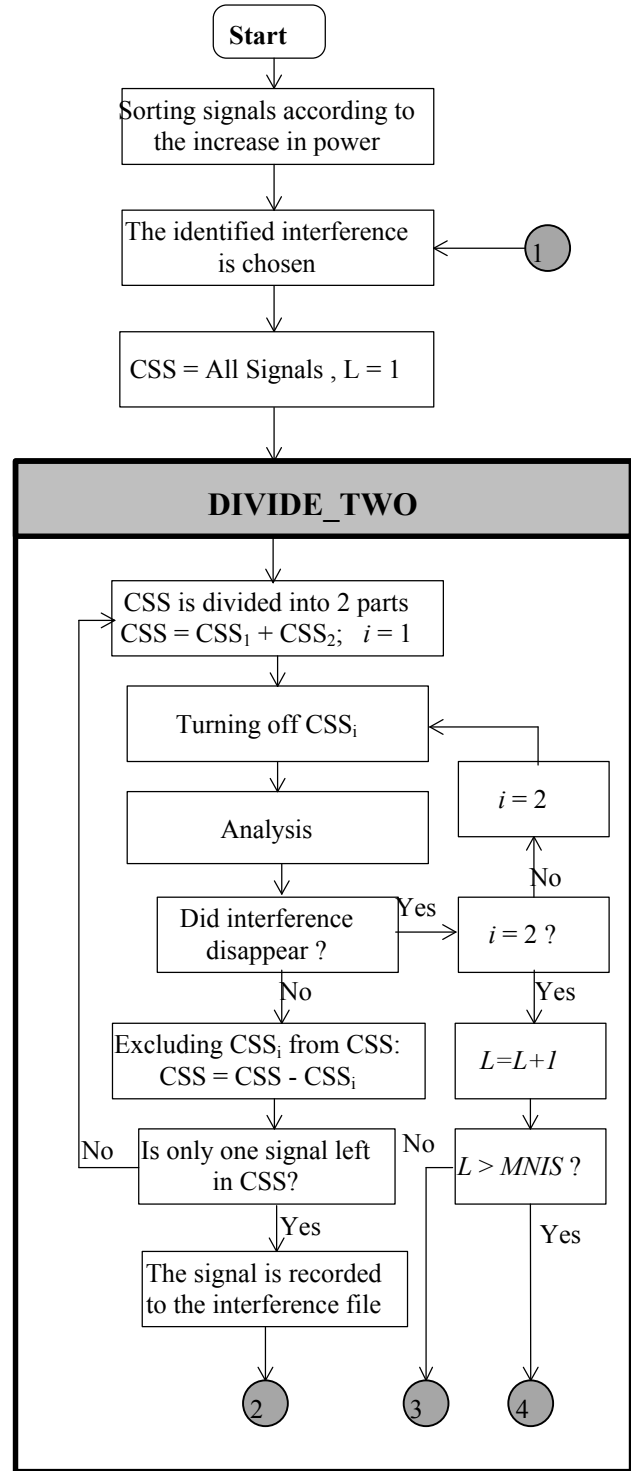 Start
Sorting signals according to
the increase in power
The identified interference
is chosen
1
CSS = All Signals , L = 1
DIVIDE_TWO
CSS is divided into 2 parts
CSS = CSS₁ + CSS₂; i = 1
Turning off CSSᵢ
i = 2
Analysis
No
Did interference
disappear ?
Yes
i = 2 ?
No
Yes
Excluding CSSᵢ from CSS:
CSS = CSS - CSSᵢ
L=L+1
No
Is only one signal left
in CSS?
No
L > MNIS ?
Yes
Yes
The signal is recorded
to the interference file
2
3
4